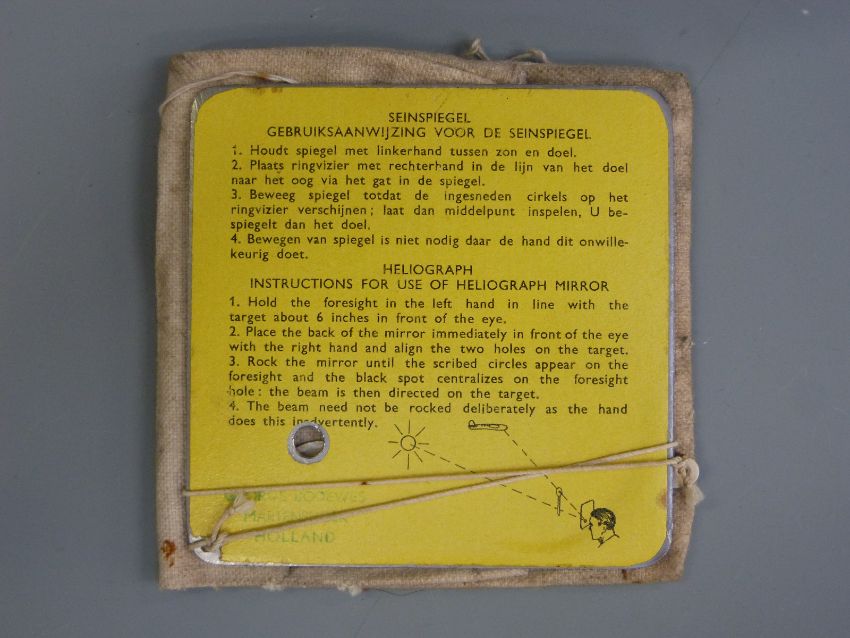 SEINSPIEGEL
GEBRUIKSAANWIJZING VOOR DE SEINSPIEGEL
1. Houdt spiegel met linkerhand tussen zon en doel.
2. Plaats ringvizier met rechterhand in de lijn van het doel
naar het oog via het gat in de spiegel.
3. Beweeg spiegel totdat de ingesneden cirkels op het
ringvizier verschijnen; laat dan middelpunt inspelen, U be-
spiegelt dan het doel.
4. Bewegen van spiegel is niet nodig daar de hand dit onwille-
keurig doet.
HELIOGRAPH
INSTRUCTIONS FOR USE OF HELIOGRAPH MIRROR
1. Hold the foresight in the left hand in line with the
target about 6 inches in front of the eye.
2. Place the back of the mirror immediately in front of the eye
with the right hand and align the two holes on the target.
3. Rock the mirror until the scribed circles appear on the
foresight and the black spot centralizes on the foresight
hole: the beam is then directed on the target.
4. The beam need not be rocked deliberately as the hand
does this inadvertently.
HOLLAND